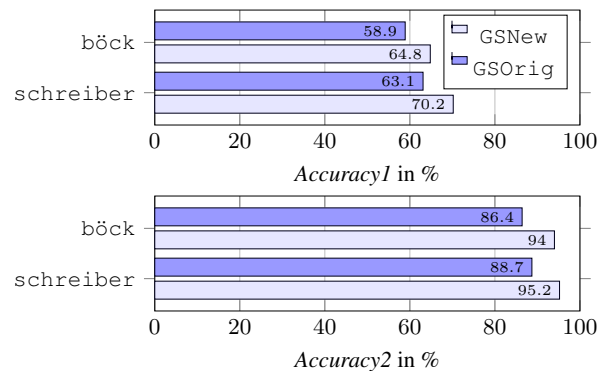 58.9
GSNew
böck
64.8
GSOrig
63.1
schreiber
70.2
0 20 40 60 80 100
Accuracy1 in %
86.4
böck
94
88.7
schreiber
95.2
0 20 40 60 80 100
Accuracy2 in %